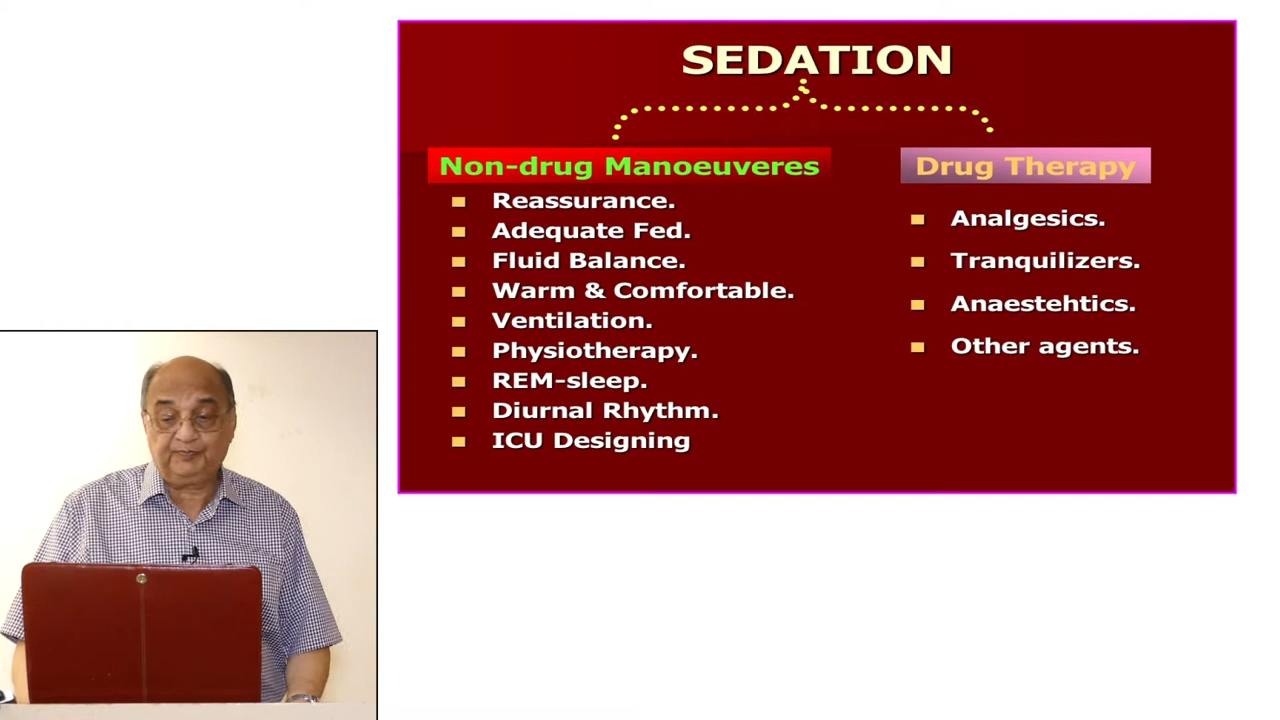 SEDATION
Non-drug Manoeuveres
Reassurance.
Adequate Fed.
Fluid Balance.
Warm & Comfortable.
Ventilation.
Physiotherapy.
REM-sleep.
Diurnal Rhythm.
ICU Designing
Drug Therapy
Analgesics.
Tranquilizers.
Anaestehtics.
Other agents.